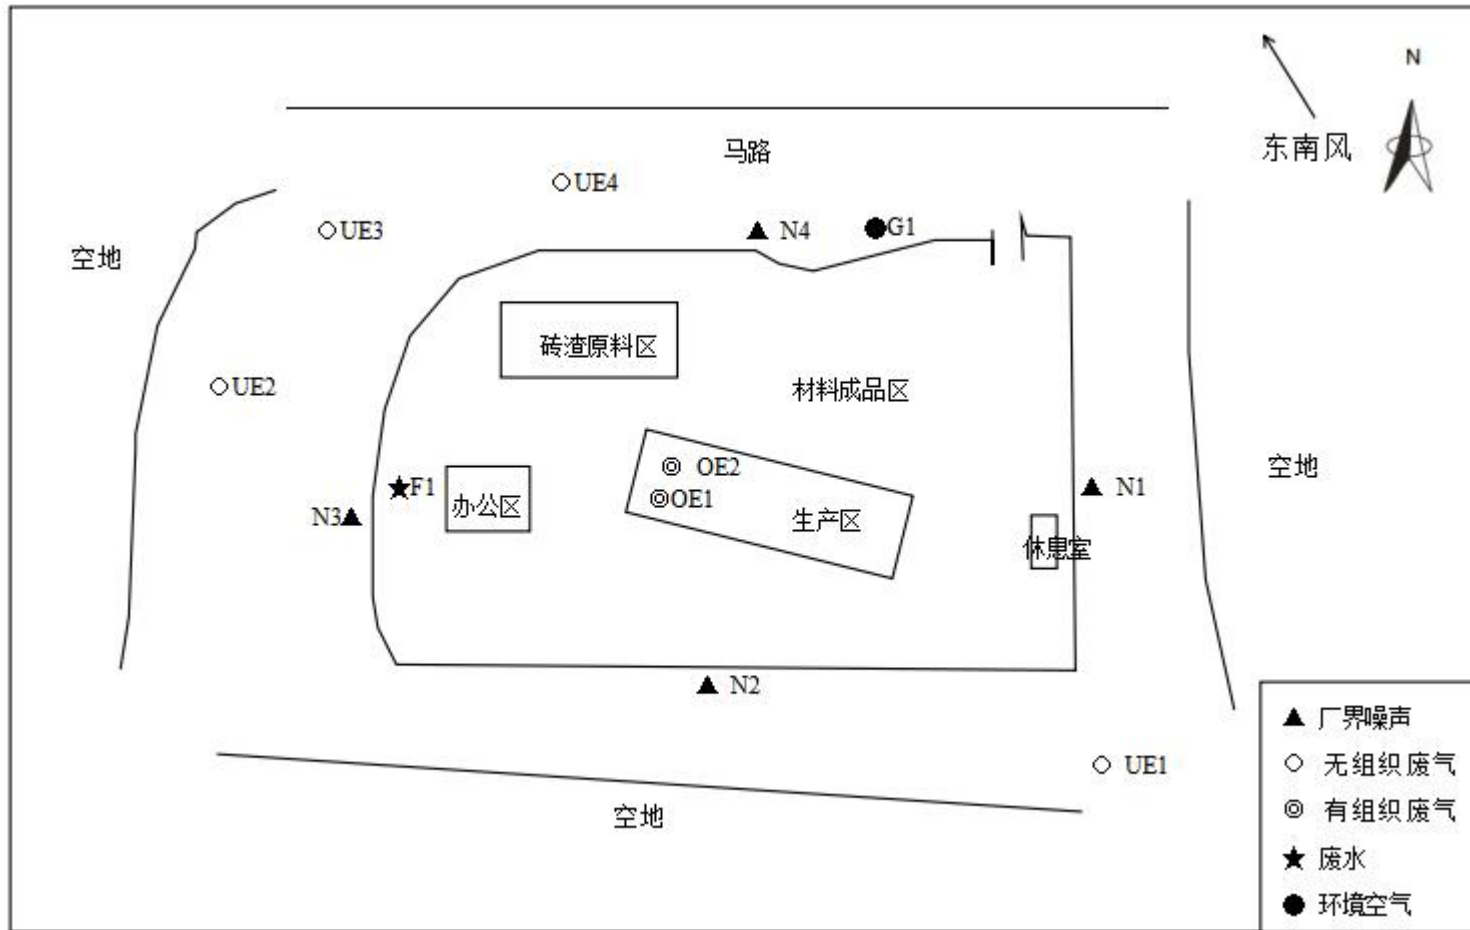 N
东南风
马路
UE4
UE3
N4
G1
空地
砖渣原料区
UE2
材料成品区
OE2
空地
F1
OE1
N1
N3
办公区
生产区
休息室
N2
厂界噪声
UE1
无组织废气
空地
有组织废气
废水
环境空气